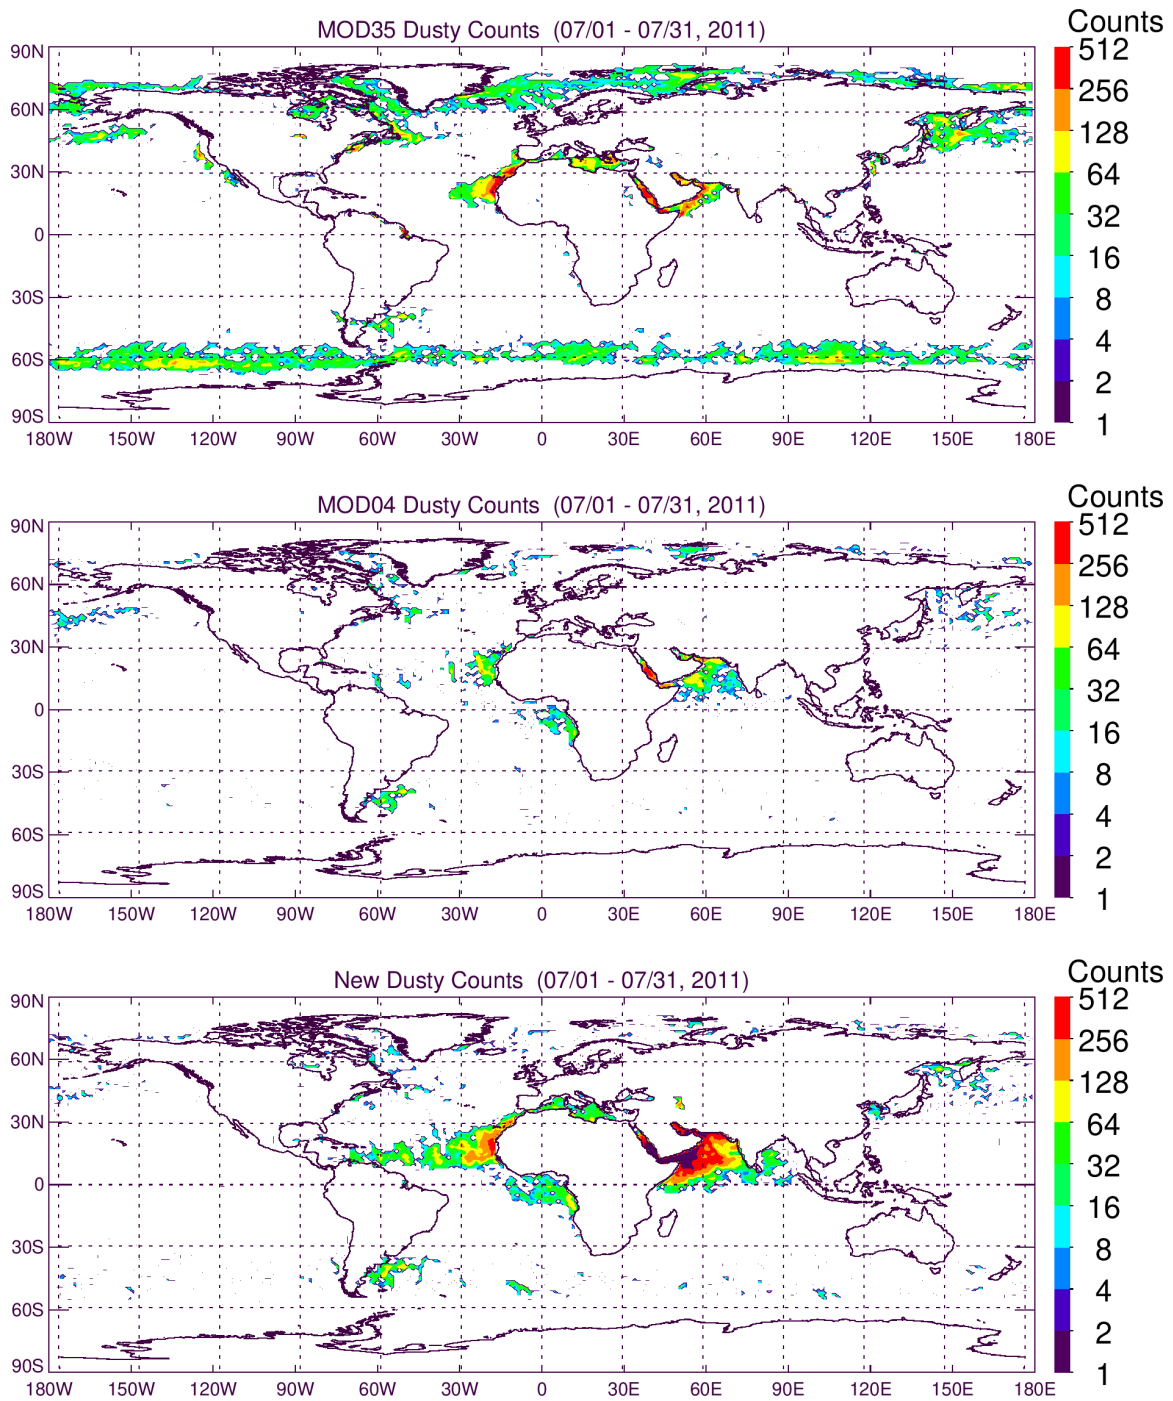 MOD35 Dusty Counts (07/01 - 07/31, 2011)
Counts
90N
60N
30N
0
30S
60S
90S
180W 150W 120W 90W 60W 30W 0 30E 60E 90E 120E 150E 180E
512
256
128
64
32
16
8
4
2
1
MOD04 Dusty Counts (07/01 - 07/31, 2011)
Counts
90N
60N
30N
0
30S
60S
90S
180W 150W 120W 90W 60W 30W 0 30E 60E 90E 120E 150E 180E
512
256
128
64
32
16
8
4
2
1
New Dusty Counts (07/01 - 07/31, 2011)
Counts
90N
60N
30N
0
30S
60S
90S
180W 150W 120W 90W 60W 30W 0 30E 60E 90E 120E 150E 180E
512
256
128
64
32
16
8
4
2
1